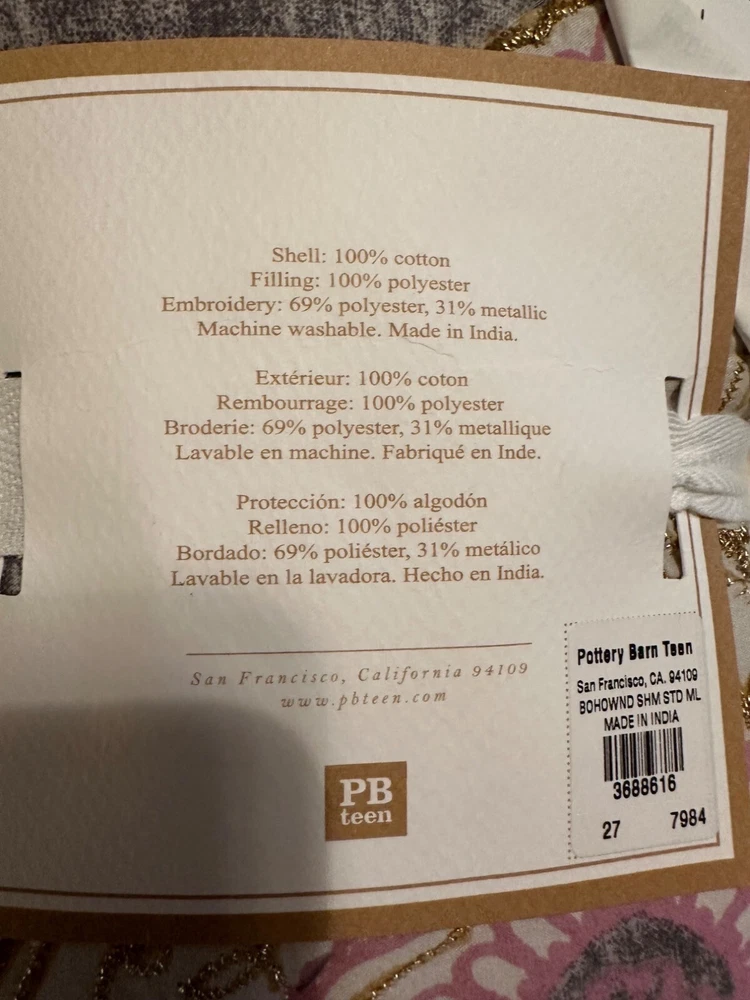 Shell: 100% cotton
Filling: 100% polyester
Embroidery: 69% polyester, 31% metallic
Machine washable. Made in India.
Extérieur: 100% coton
Rembourrage: 100% polyester
Broderie: 69% polyester, 31% metallique
Lavable en machine. Fabriqué en Inde.
Protección: 100% algodón
Relleno: 100% poliéster
Bordado: 69% poliéster, 31% metálico
Lavable en la lavadora. Hecho en India.
San Francisco, California 94109
www.pbteen.com
PB
teen
Pottery Barn Teen
San Francisco, CA. 94109
BOHOWND SHM STD ML
MADE IN INDIA
3688616
27 7984